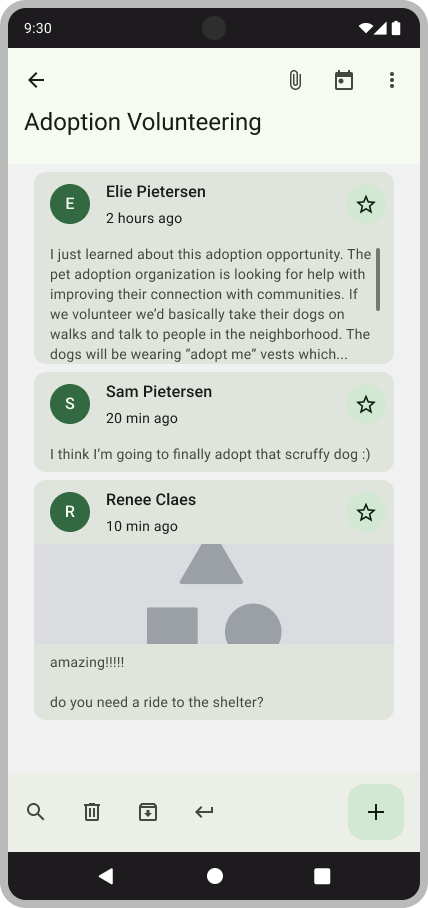 9:30
Adoption Volunteering
E
Elie Pietersen
2 hours ago
I just learned about this adoption opportunity. The
pet adoption organization is looking for help with
improving their connection with communities. If
we volunteer we’d basically take their dogs on
walks and talk to people in the neighborhood. The
dogs will be wearing “adopt me” vests which...
S
Sam Pietersen
20 min ago
I think I’m going to finally adopt that scruffy dog :)
R
Renee Claes
10 min ago
amazing!!!!!
do you need a ride to the shelter?